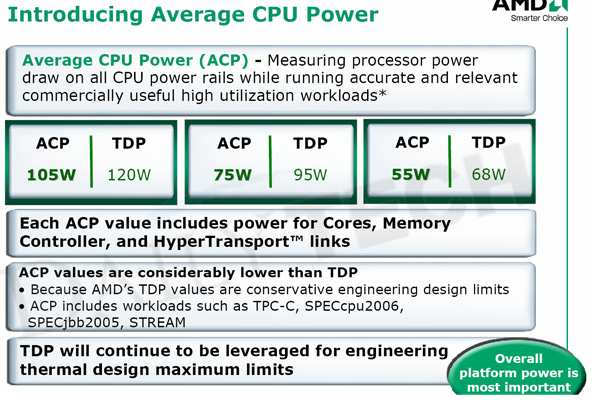 Introducing Average CPU Power
AMD
Smarter Choice
Average CPU Power (ACP) – Measuring processor power
draw on all CPU power rails while running accurate and relevant
commercially useful high utilization workloads*
ACP TDP ACP TDP ACP TDP
105W 120W 75W 95W 55W 68W
Each ACP value includes power for Cores, Memory
Controller, and HyperTransport™ links
ACP values are considerably lower than TDP
• Because AMD's TDP values are conservative engineering design limits
• ACP includes workloads such as TPC-C, SPECcpu2006,
SPECjbb2005, STREAM
TDP will continue to be leveraged for engineering
thermal design maximum limits
Overall
platform power is
most important
DAILYTECH